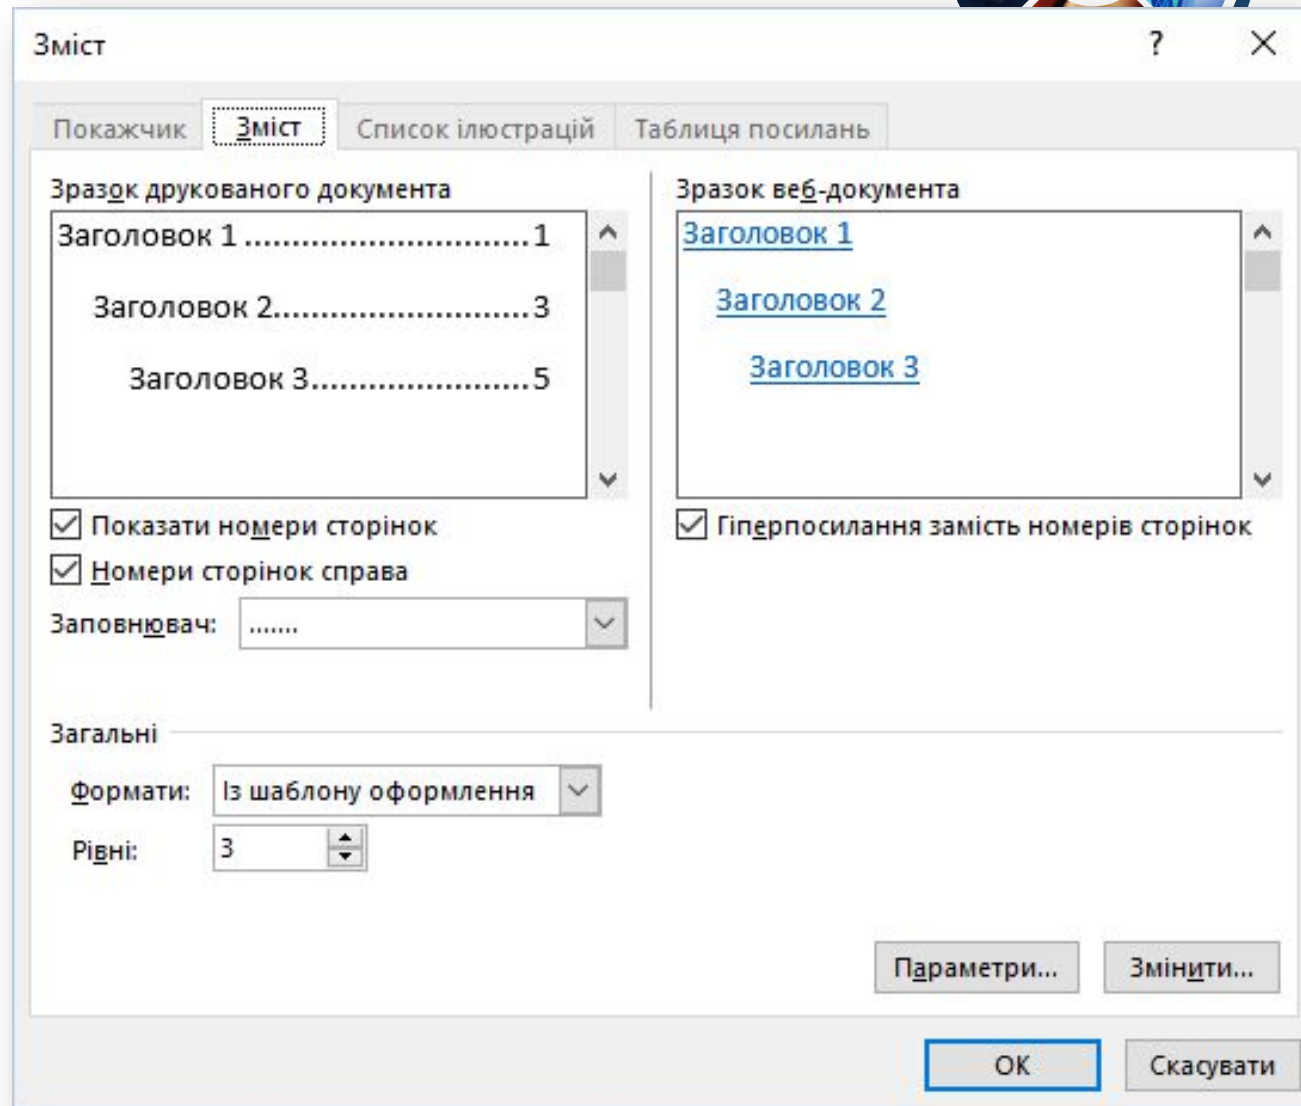 Зміст
?
Покажчик Зміст Список ілюстрацій Таблиця посилань
Зразок друкованого документа
Заголовок 1..............................1
Заголовок 2...........................3
Заголовок 3.......................5
Показати номери сторінок
Номери сторінок справа
Заповнювач: .......
Зразок веб-документа
Заголовок 1
Заголовок 2
Заголовок 3
Гіперпосилання замість номерів сторінок
Загальні
Формати: Із шаблону оформлення
Рівні: 3
Параметри... Змінити...
ОК Скасувати